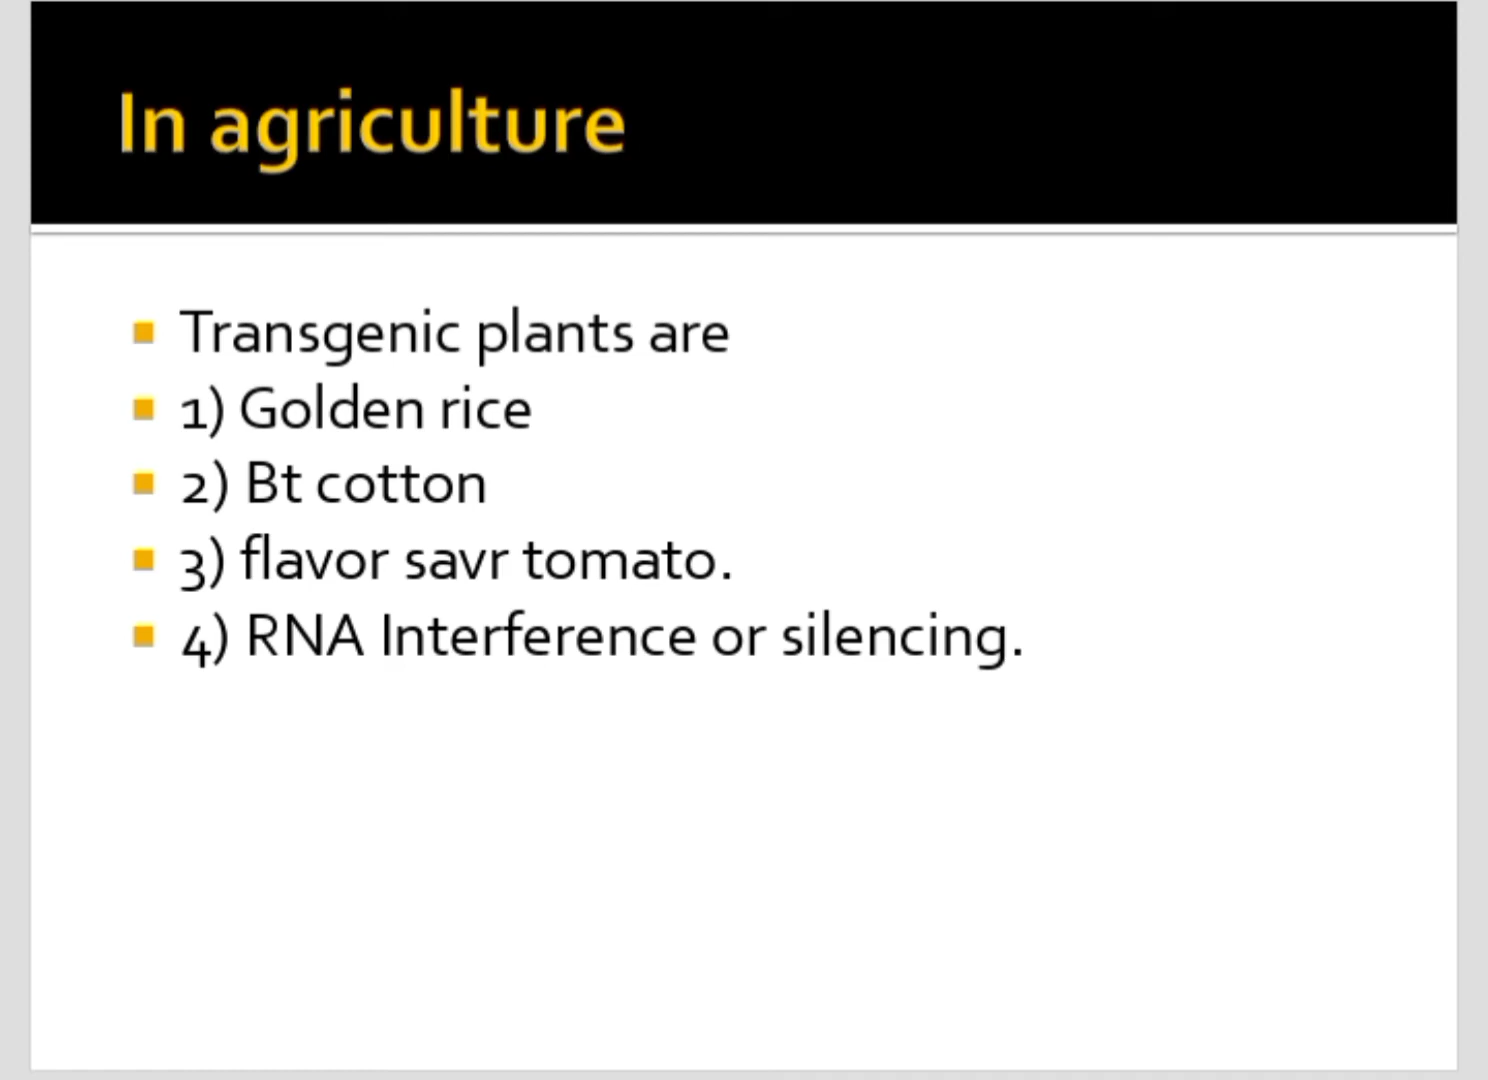 In agriculture
Transgenic plants are
1) Golden rice
2) Bt cotton
3) flavor savr tomato.
4) RNA Interference or silencing.